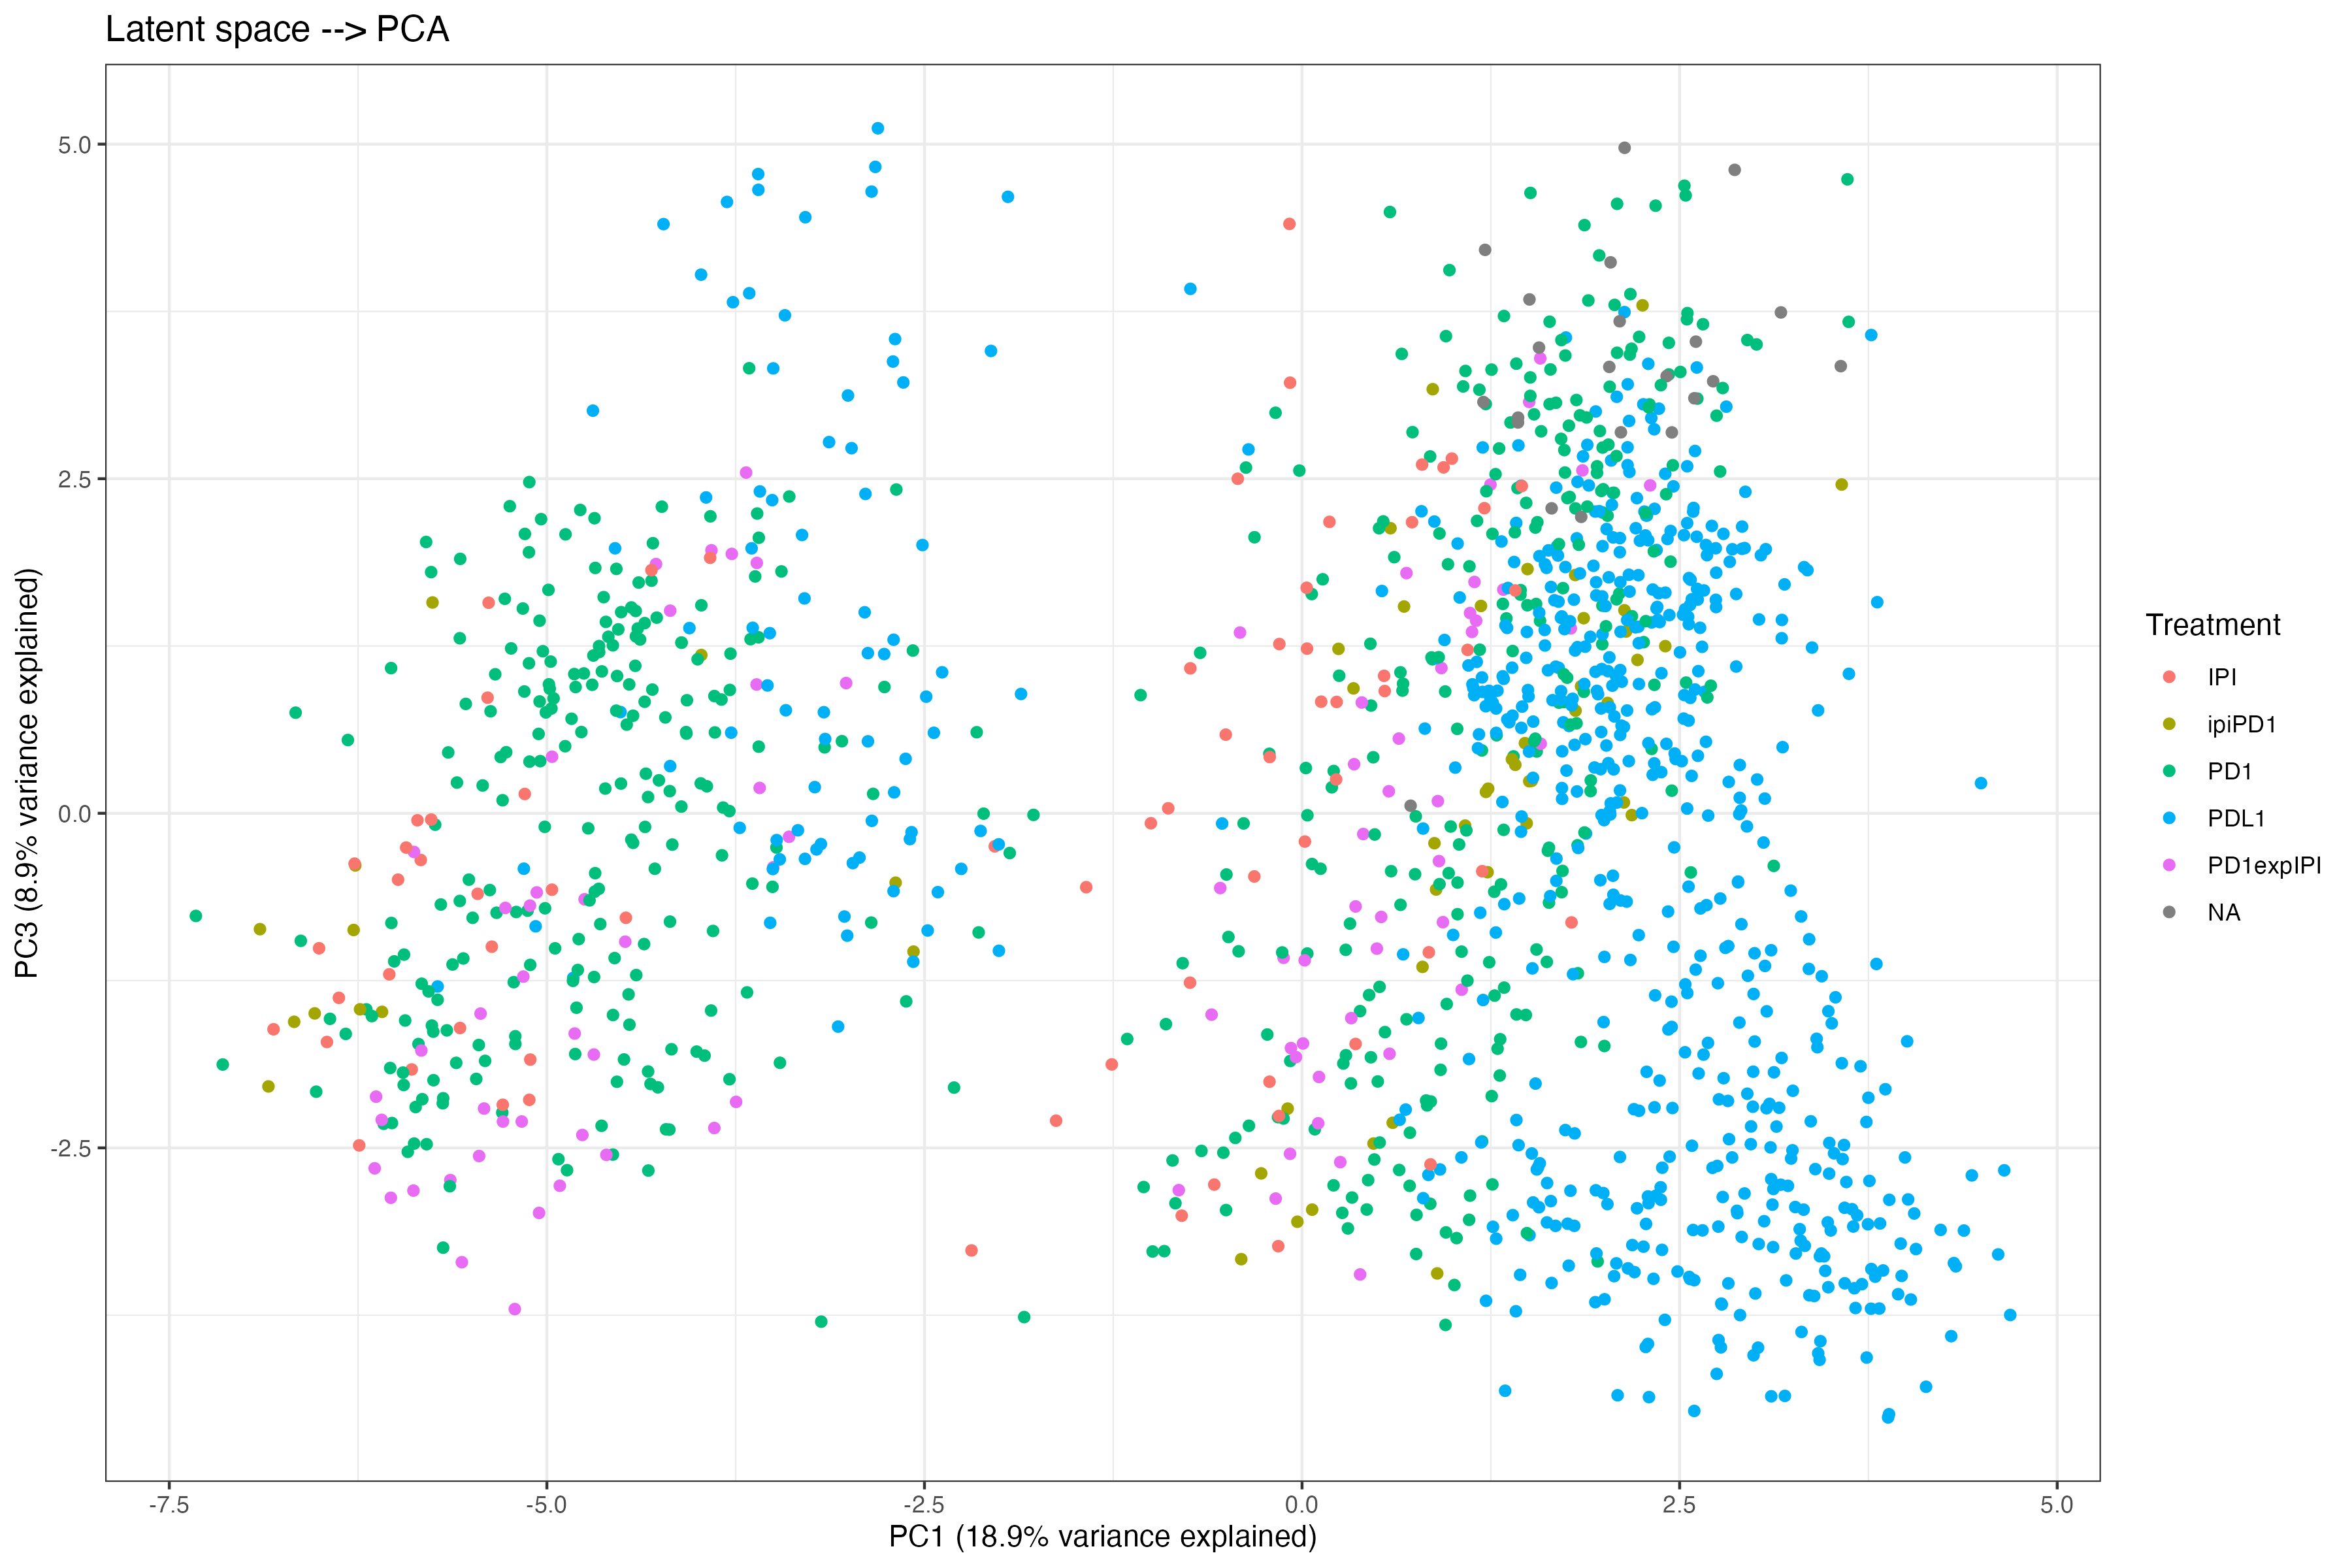 Latent space --> PCA
5.0
2.5
0.0
-2.5
PC3 (8.9% variance explained)
-7.5
-5.0
-2.5
0.0
2.5
5.0
PC1 (18.9% variance explained)
Treatment
IPI
ipiPD1
PD1
PDL1
PD1expIPI
NA